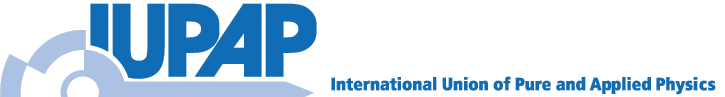 IUPAP
International Union of Pure and Applied Physics